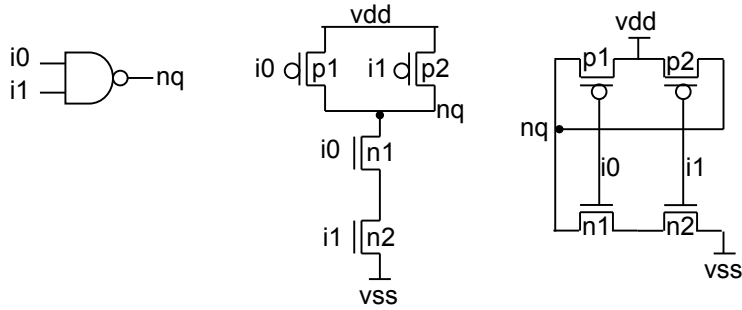 i0
i1
nq
vdd
i0 p1 i1 p2
nq
i0 n1
i1 n2
vss
vdd
p1 p2
nq
i0 i1
n1 n2
vss